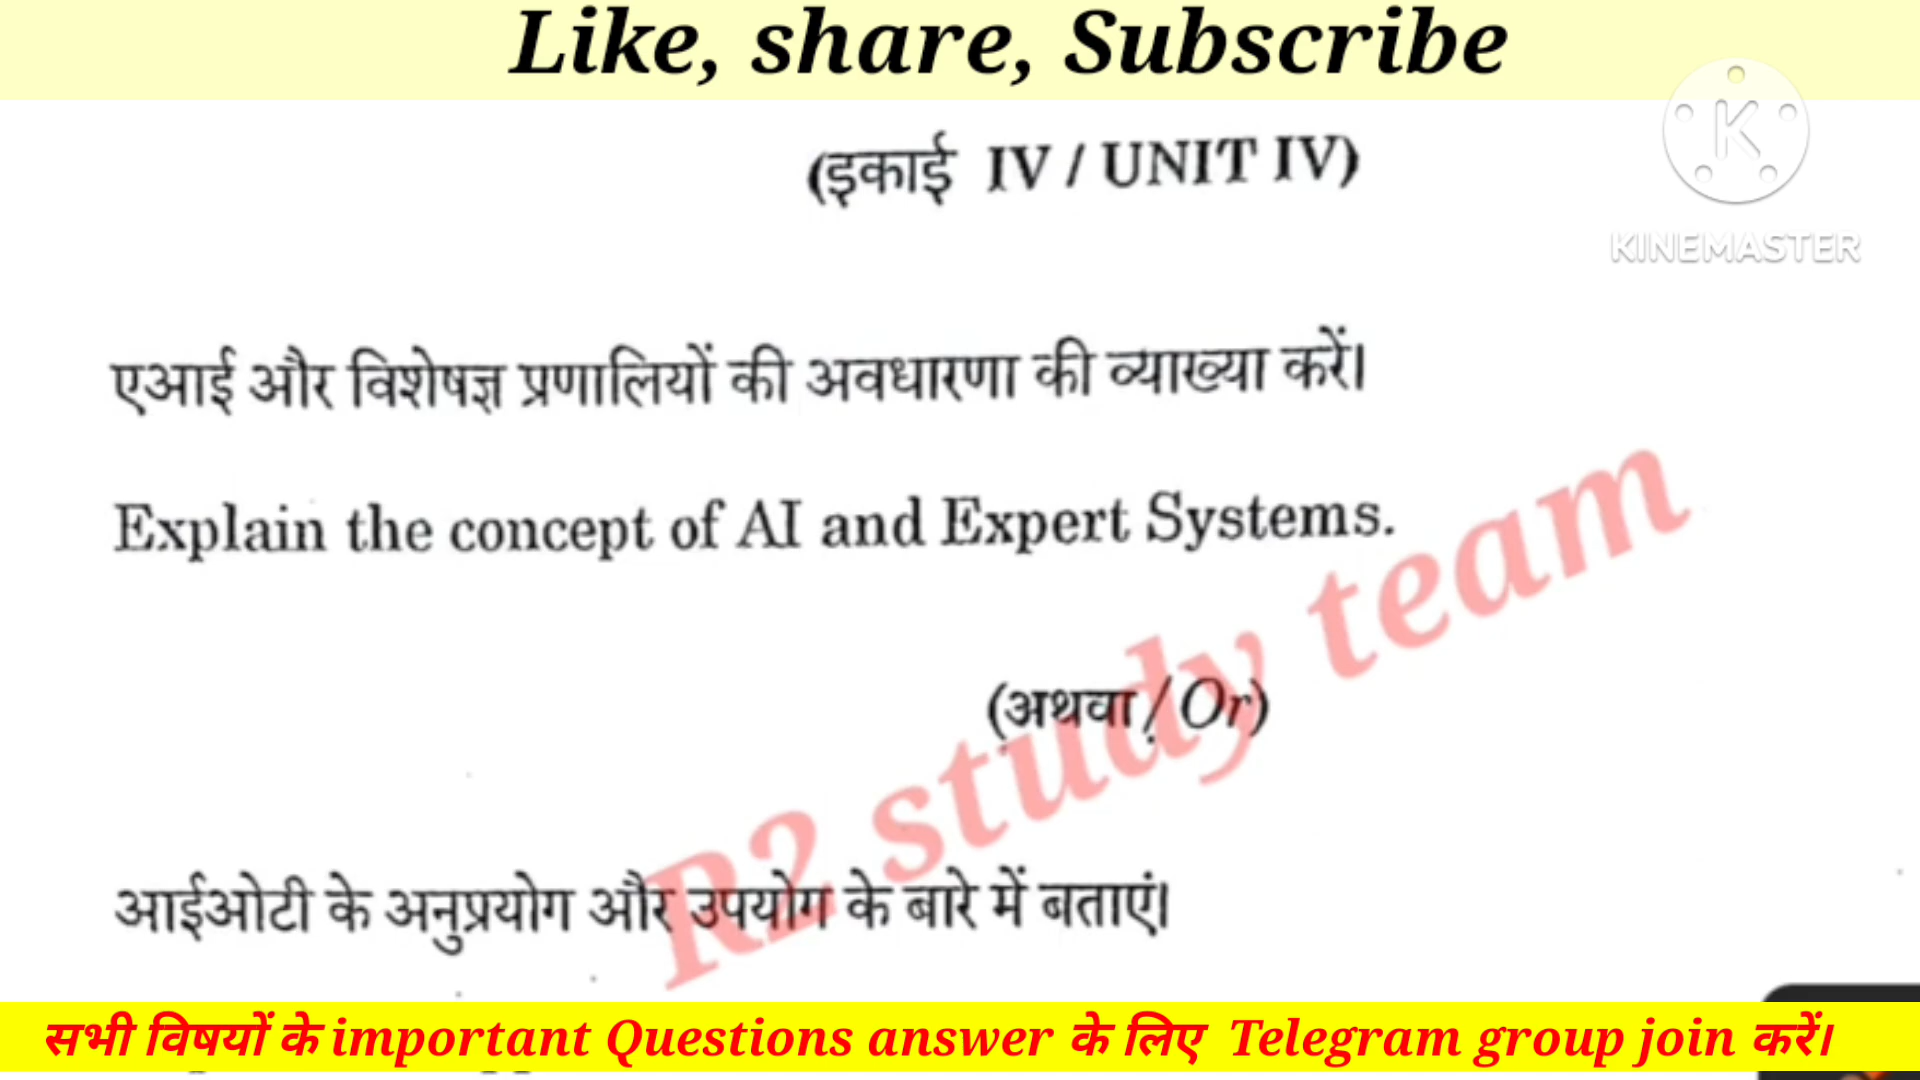 Like, share, Subscribe
(इकाई IV / UNIT IV)
KINEMASTER
एआई और विशेषज्ञ प्रणालियों की अवधारणा की व्याख्या करें।
Explain the concept of AI and Expert Systems.
(अथवा / Or)
R2 study team
आईओटी के अनुप्रयोग और उपयोग के बारे में बताएं।
सभी विषयों के important Questions answer के लिए Telegram group join करें।